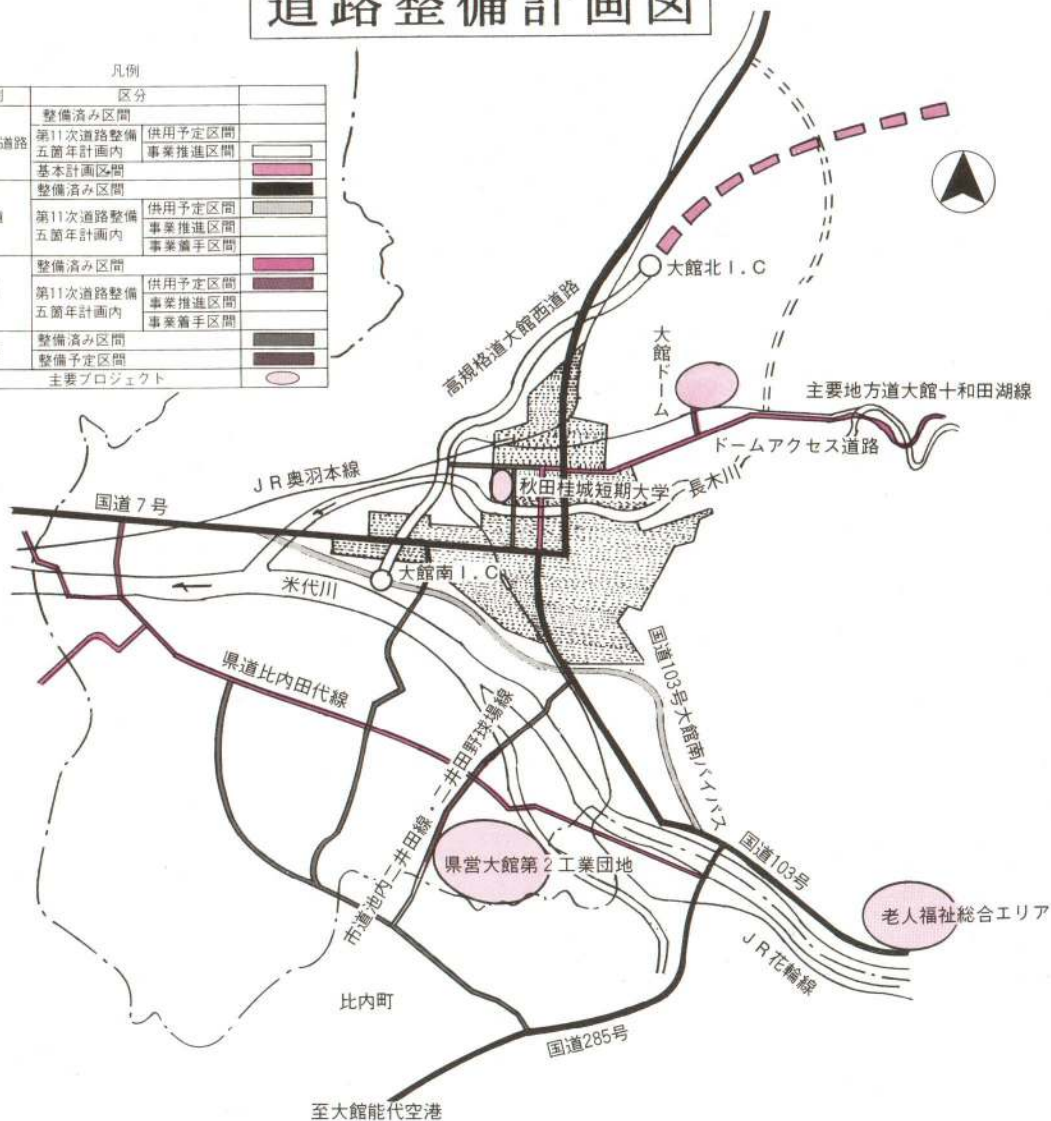 道路整備計画図
凡例
区分
整備済み区間
道路
第11次道路整備
五箇年計画内
供用予定区間
事業推進区間
基本計画区間
整備済み区間
第11次道路整備
五箇年計画内
供用予定区間
事業推進区間
事業着手区間
整備済み区間
第11次道路整備
五箇年計画内
供用予定区間
事業推進区間
事業着手区間
整備済み区間
整備予定区間
主要プロジェクト
大館北I.C
高規格道大館西道路
大館ドーム
主要地方道大館十和田湖線
ドームアクセス道路
JR奥羽本線
秋田桂城短期大学
長木川
国道7号
大館南I.C
米代川
国道103号大館南バイパス
県道比内田代線
市道池内二井田線・二井田野球場線
国道103号
県営大館第2工業団地
老人福祉総合エリア
JR花輪線
比内町
国道285号
至大館能代空港